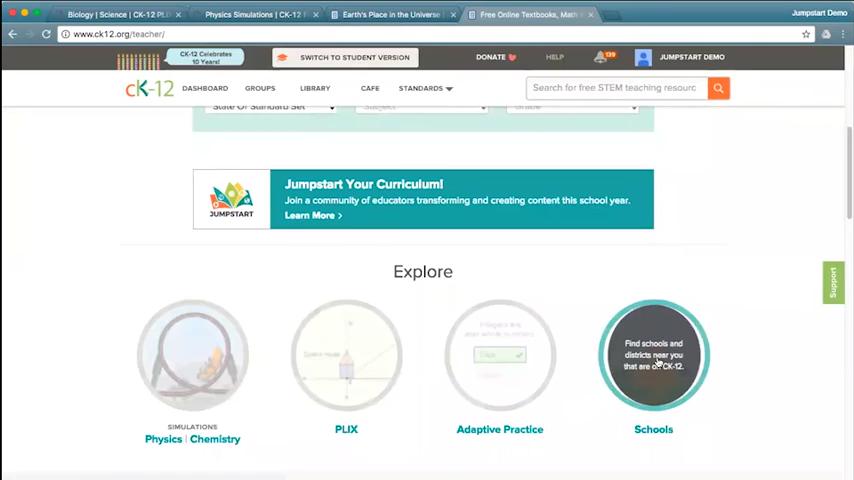 Biology | Science | CK-12 PLI
Physics Simulations | CK-12 F
Earth's Place in the Universe |
Free Online Textbooks, Math
Jumpstart Demo
www.ck12.org/teacher/
CK-12 Celebrates
10 Years!
SWITCH TO STUDENT VERSION
DONATE
HELP
139
JUMPSTART DEMO
cK-12
DASHBOARD
GROUPS
LIBRARY
CAFE
STANDARDS
Search for free STEM teaching resourc
State Or Standard Set
Subject
Grade
JUMPSTART
Jumpstart Your Curriculum!
Join a community of educators transforming and creating content this school year.
Learn More >
Support
Explore
Find schools and
districts near you
that are on CK-12.
SIMULATIONS
Physics | Chemistry
PLIX
Adaptive Practice
Schools